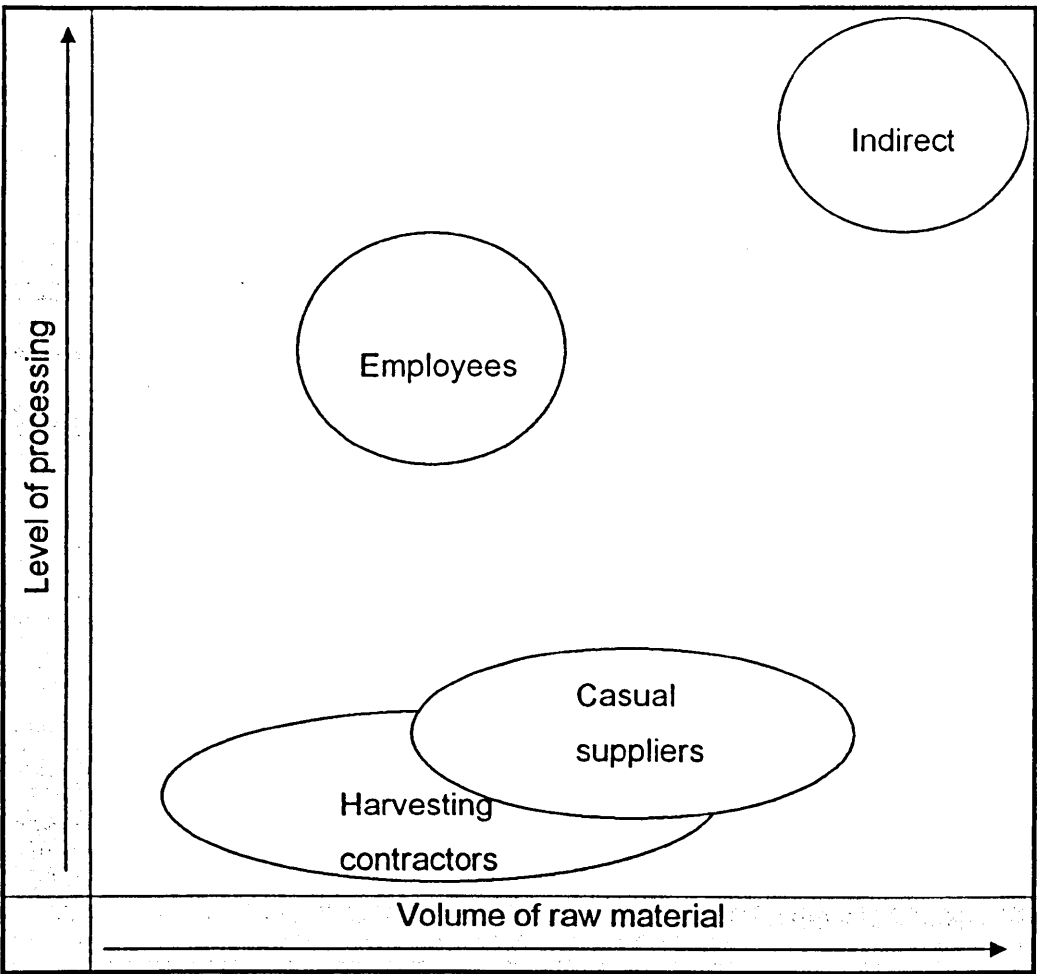 Indirect
Employees
Level of processing
Casual
suppliers
Harvesting
contractors
Volume of raw material